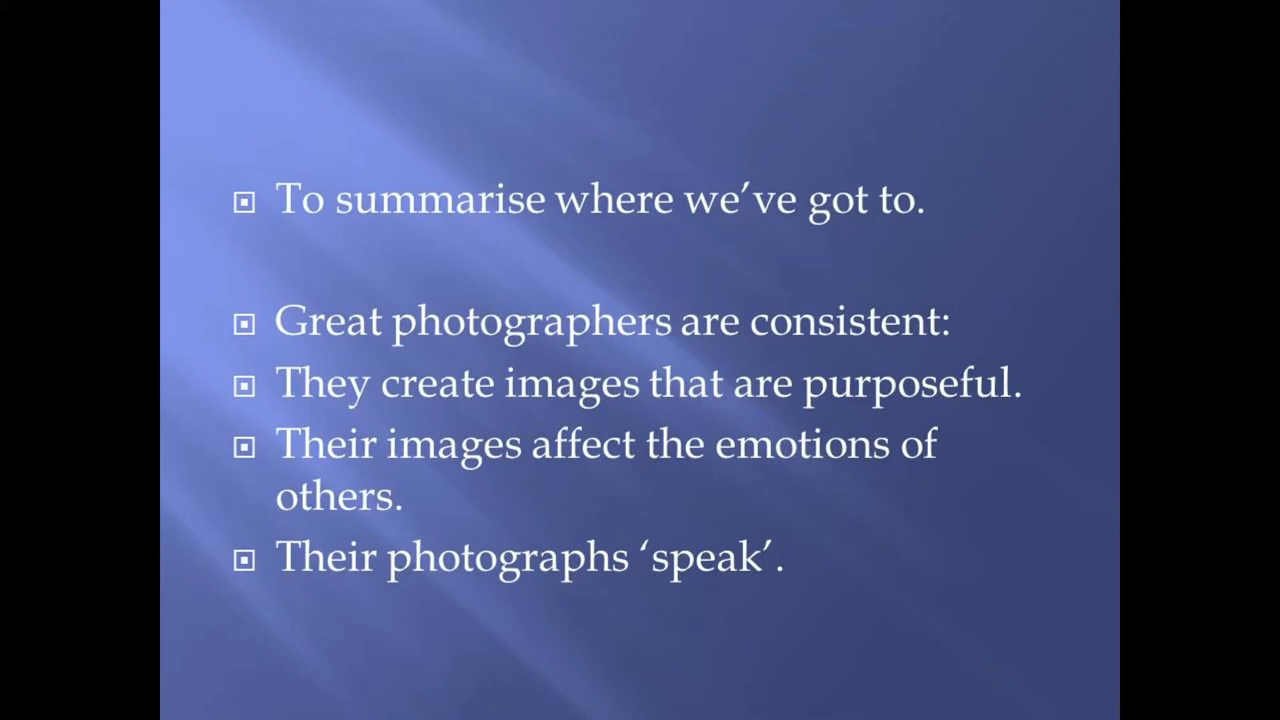 To summarise where we’ve got to.
Great photographers are consistent:
They create images that are purposeful.
Their images affect the emotions of
others.
Their photographs ‘speak’.